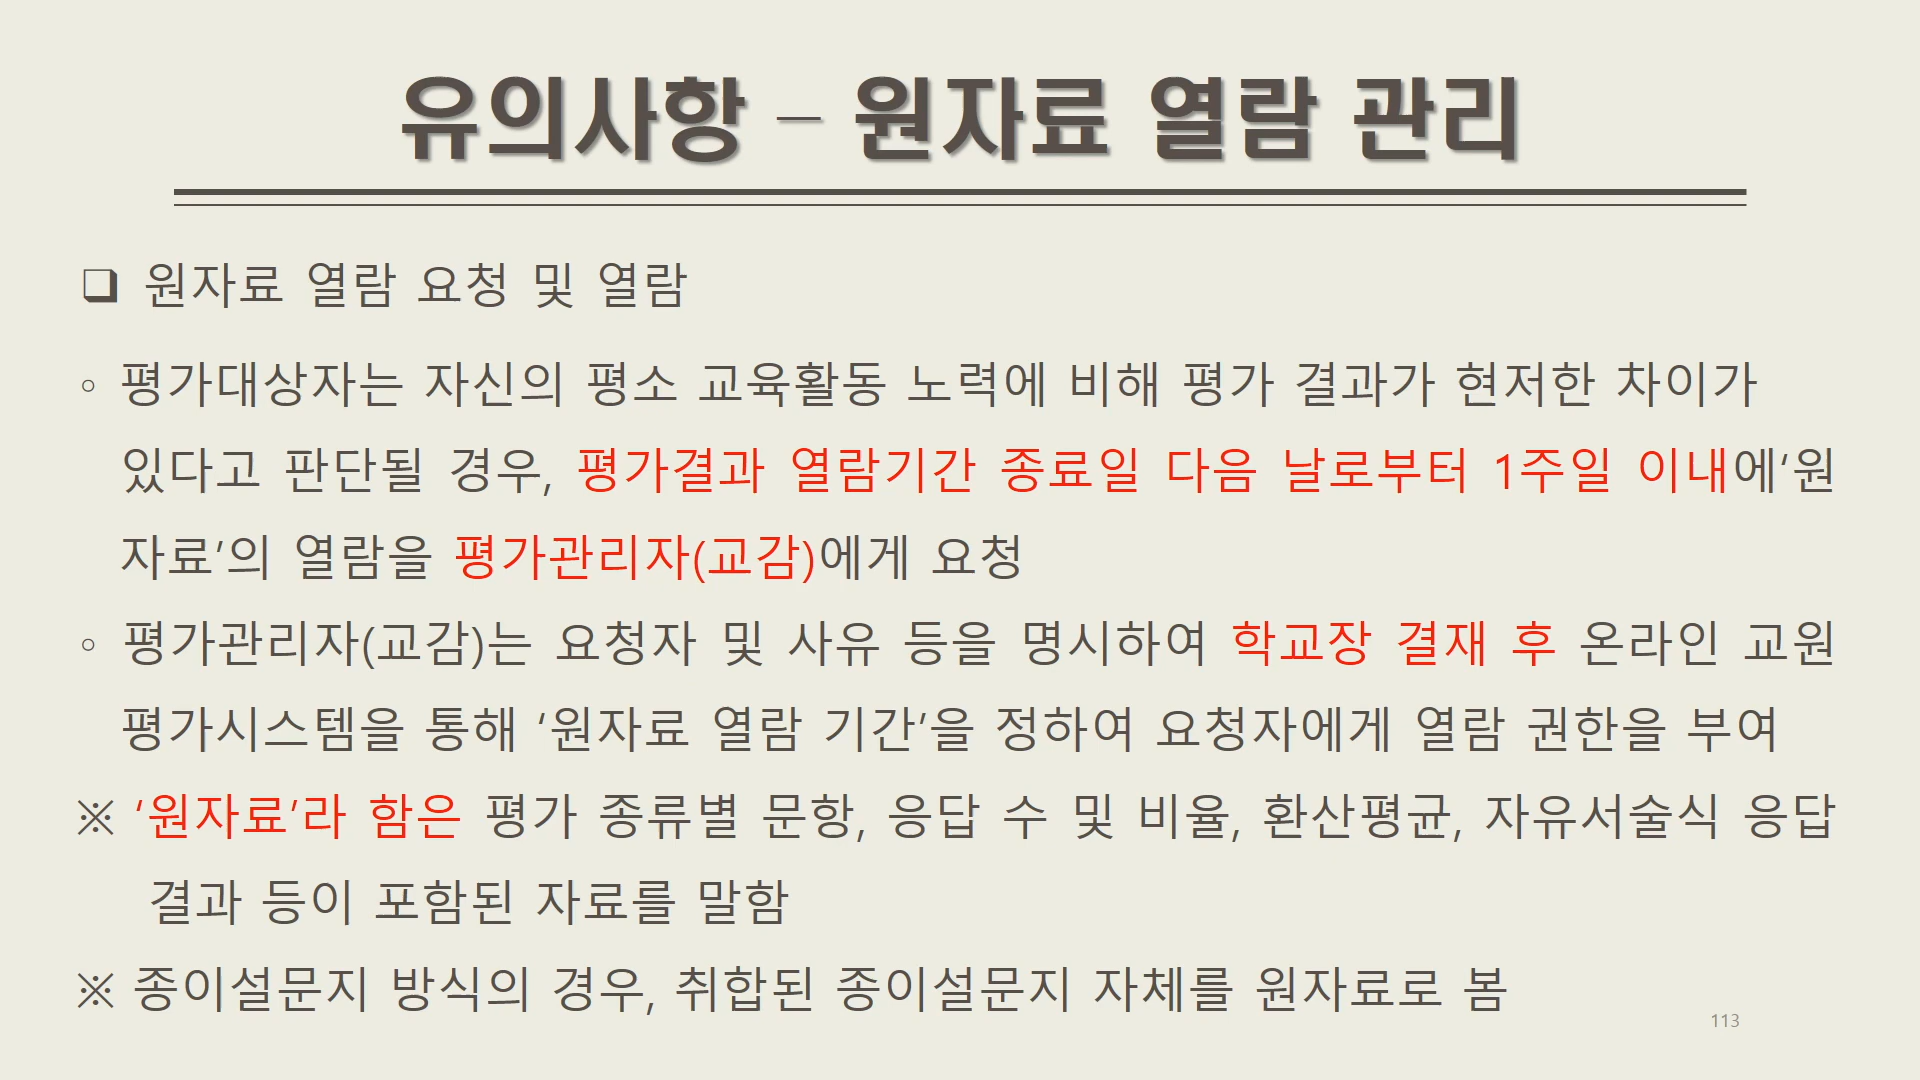 유의사항 – 원자료 열람 관리
❑ 원자료 열람 요청 및 열람
◦ 평가대상자는 자신의 평소 교육활동 노력에 비해 평가 결과가 현저한 차이가
있다고 판단될 경우, 평가결과 열람기간 종료일 다음 날로부터 1주일 이내에‘원
자료’의 열람을 평가관리자(교감)에게 요청
◦ 평가관리자(교감)는 요청자 및 사유 등을 명시하여 학교장 결재 후 온라인 교원
평가시스템을 통해 ‘원자료 열람 기간’을 정하여 요청자에게 열람 권한을 부여
※ ‘원자료’라 함은 평가 종류별 문항, 응답 수 및 비율, 환산평균, 자유서술식 응답
결과 등이 포함된 자료를 말함
※ 종이설문지 방식의 경우, 취합된 종이설문지 자체를 원자료로 봄
113